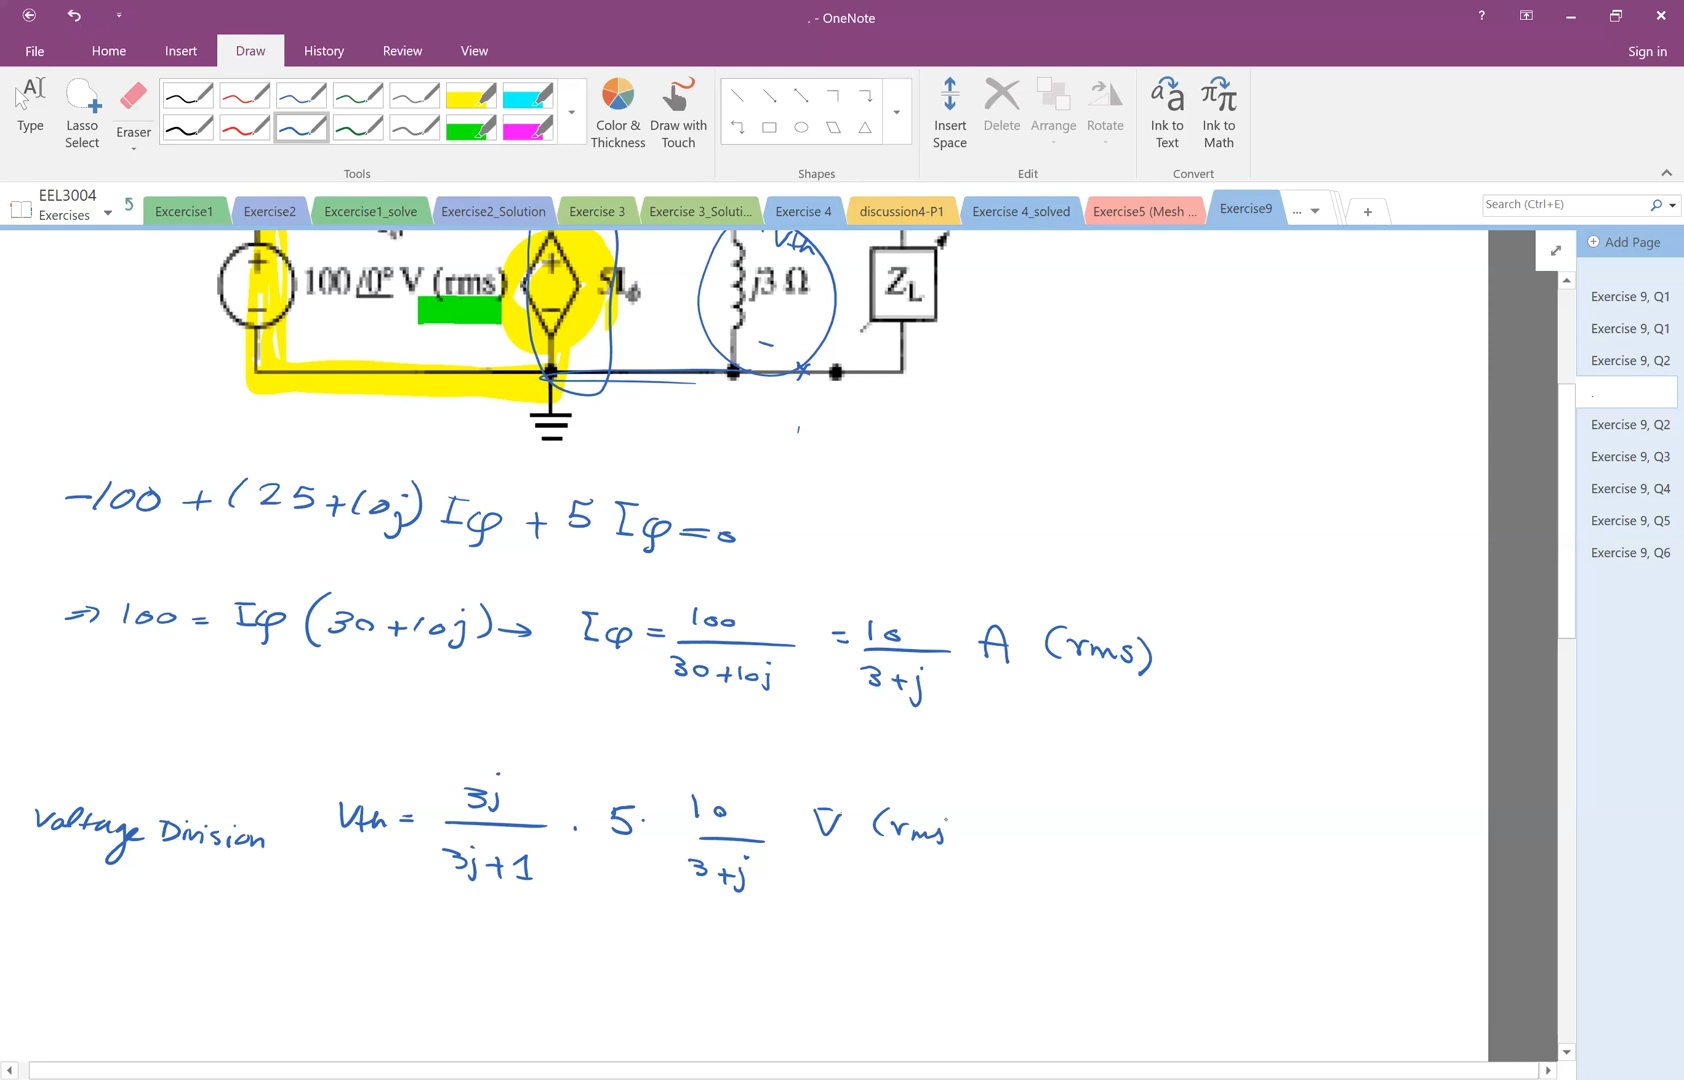 . - OneNote
?
File
Home
Insert
Draw
History
Review
View
Sign in
Type
Lasso Select
Eraser
Color & Thickness
Draw with Touch
Insert Space
Delete
Arrange
Rotate
Ink to Text
Ink to Math
Tools
Shapes
Edit
Convert
EEL3004 Exercises
Excercise1
Exercise2
Excercise1_solve
Exercise2_Solution
Exercise 3
Exercise 3_Soluti...
Exercise 4
discussion4-P1
Exercise 4_solved
Exercise5 (Mesh ...
Exercise9
...
Search (Ctrl+E)
Add Page
Exercise 9, Q1
Exercise 9, Q1
Exercise 9, Q2
.
Exercise 9, Q2
Exercise 9, Q3
Exercise 9, Q4
Exercise 9, Q5
Exercise 9, Q6
Vth
+ 100 /0° V (rms) + 5Iφ j3 Ω ZL
-100 + (25+10j) Iφ + 5 Iφ = 0
⇒ 100 = Iφ (30+10j) → Iφ = 100 / 30+10j = 10 / 3+j A (rms)
Voltage Division Vth = 3j / 3j+1 . 5 . 10 / 3+j V (rms